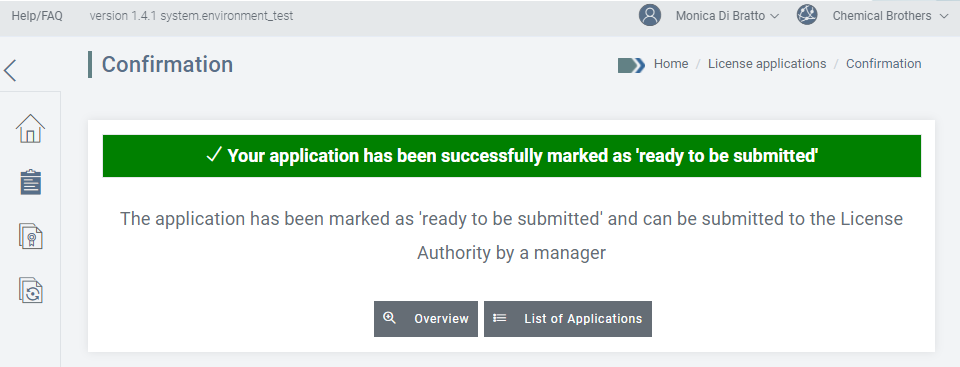 Help/FAQ version 1.4.1 system.environment_test Monica Di Bratto Chemical Brothers
Confirmation Home / License applications / Confirmation
Your application has been successfully marked as 'ready to be submitted'
The application has been marked as 'ready to be submitted' and can be submitted to the License
Authority by a manager
Overview List of Applications